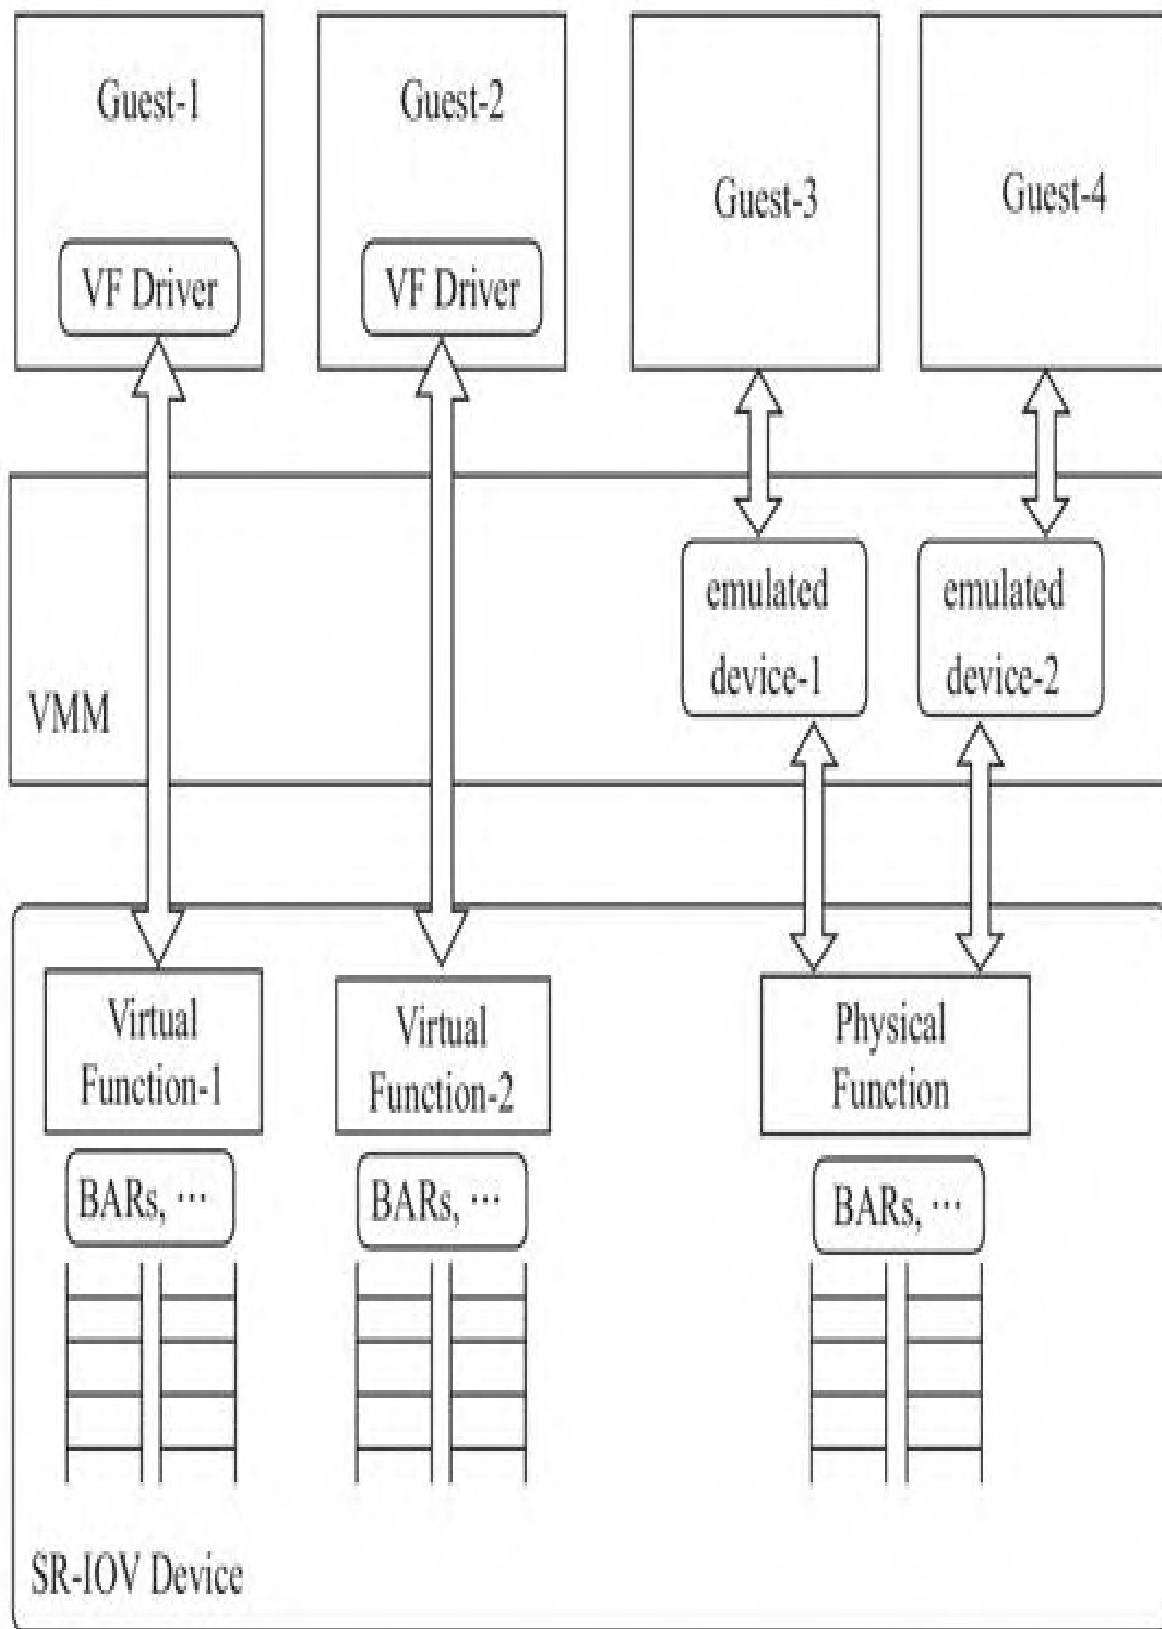 Guest-1
Guest-2
Guest-3
Guest-4
VF Driver
VF Driver
emulated
device-1
emulated
device-2
VMM
Virtual
Function-1
Virtual
Function-2
Physical
Function
BARs, ···
BARs, ···
BARs, ···
SR-IOV Device